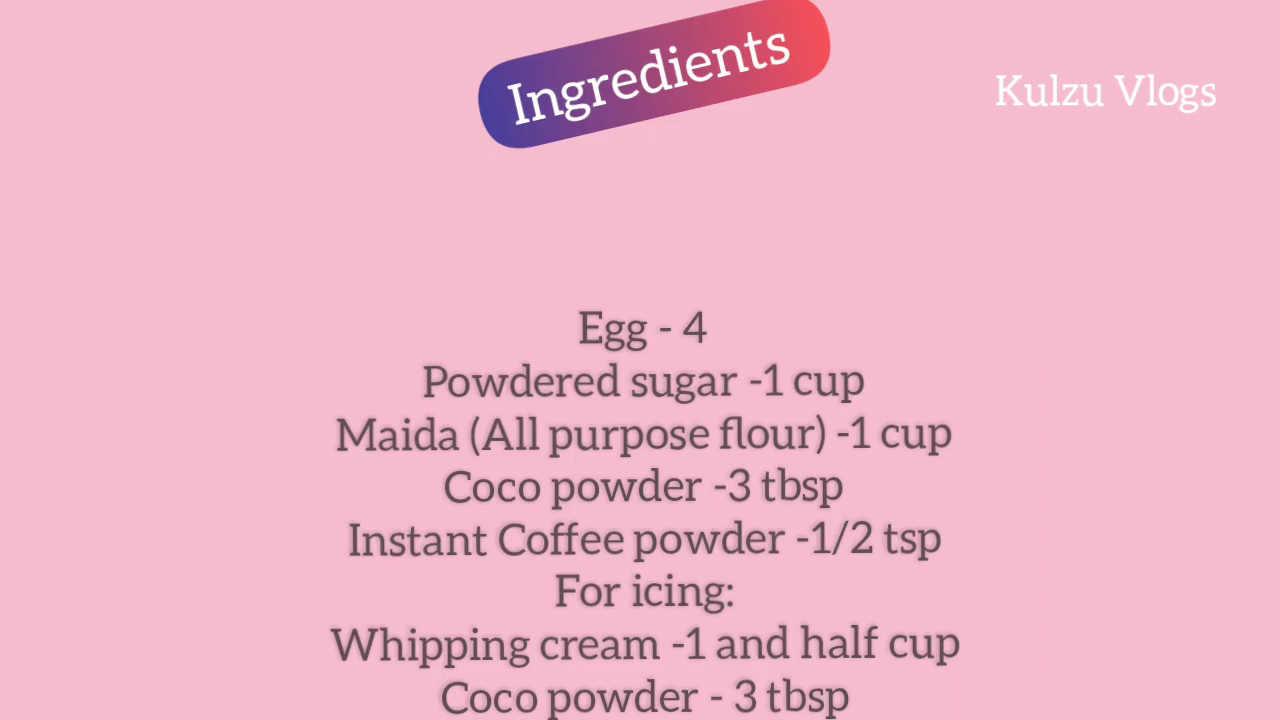 Ingredients
Kulzu Vlogs
Egg - 4
Powdered sugar -1 cup
Maida (All purpose flour) -1 cup
Coco powder -3 tbsp
Instant Coffee powder -1/2 tsp
For icing:
Whipping cream -1 and half cup
Coco powder - 3 tbsp